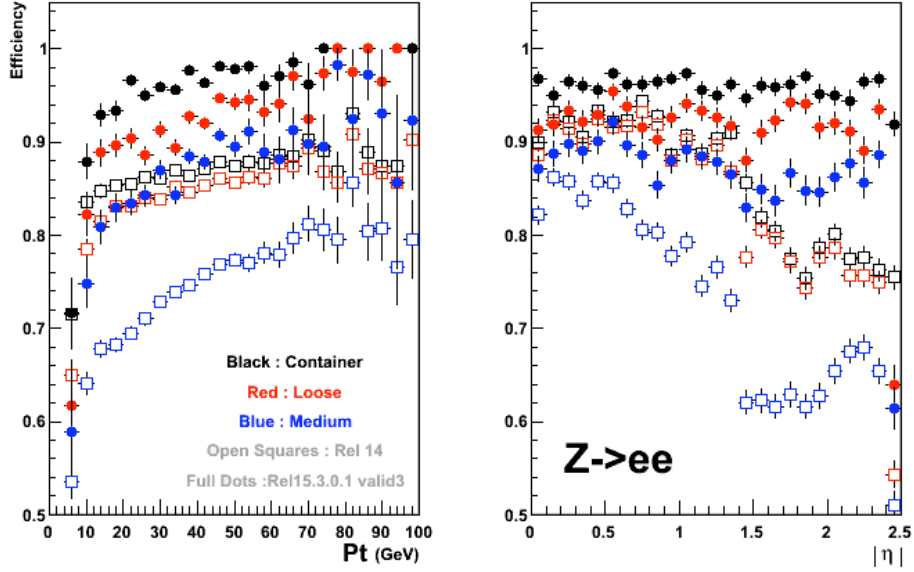 Efficiency
1
0.9
0.8
0.7
0.6
0.5
0 10 20 30 40 50 60 70 80 90 100
Pt (GeV)
Black : Container
Red : Loose
Blue : Medium
Open Squares : Rel 14
Full Dots :Rel15.3.0.1 valid3
1
0.9
0.8
0.7
0.6
0.5
0 0.5 1 1.5 2 2.5
| η |
Z->ee